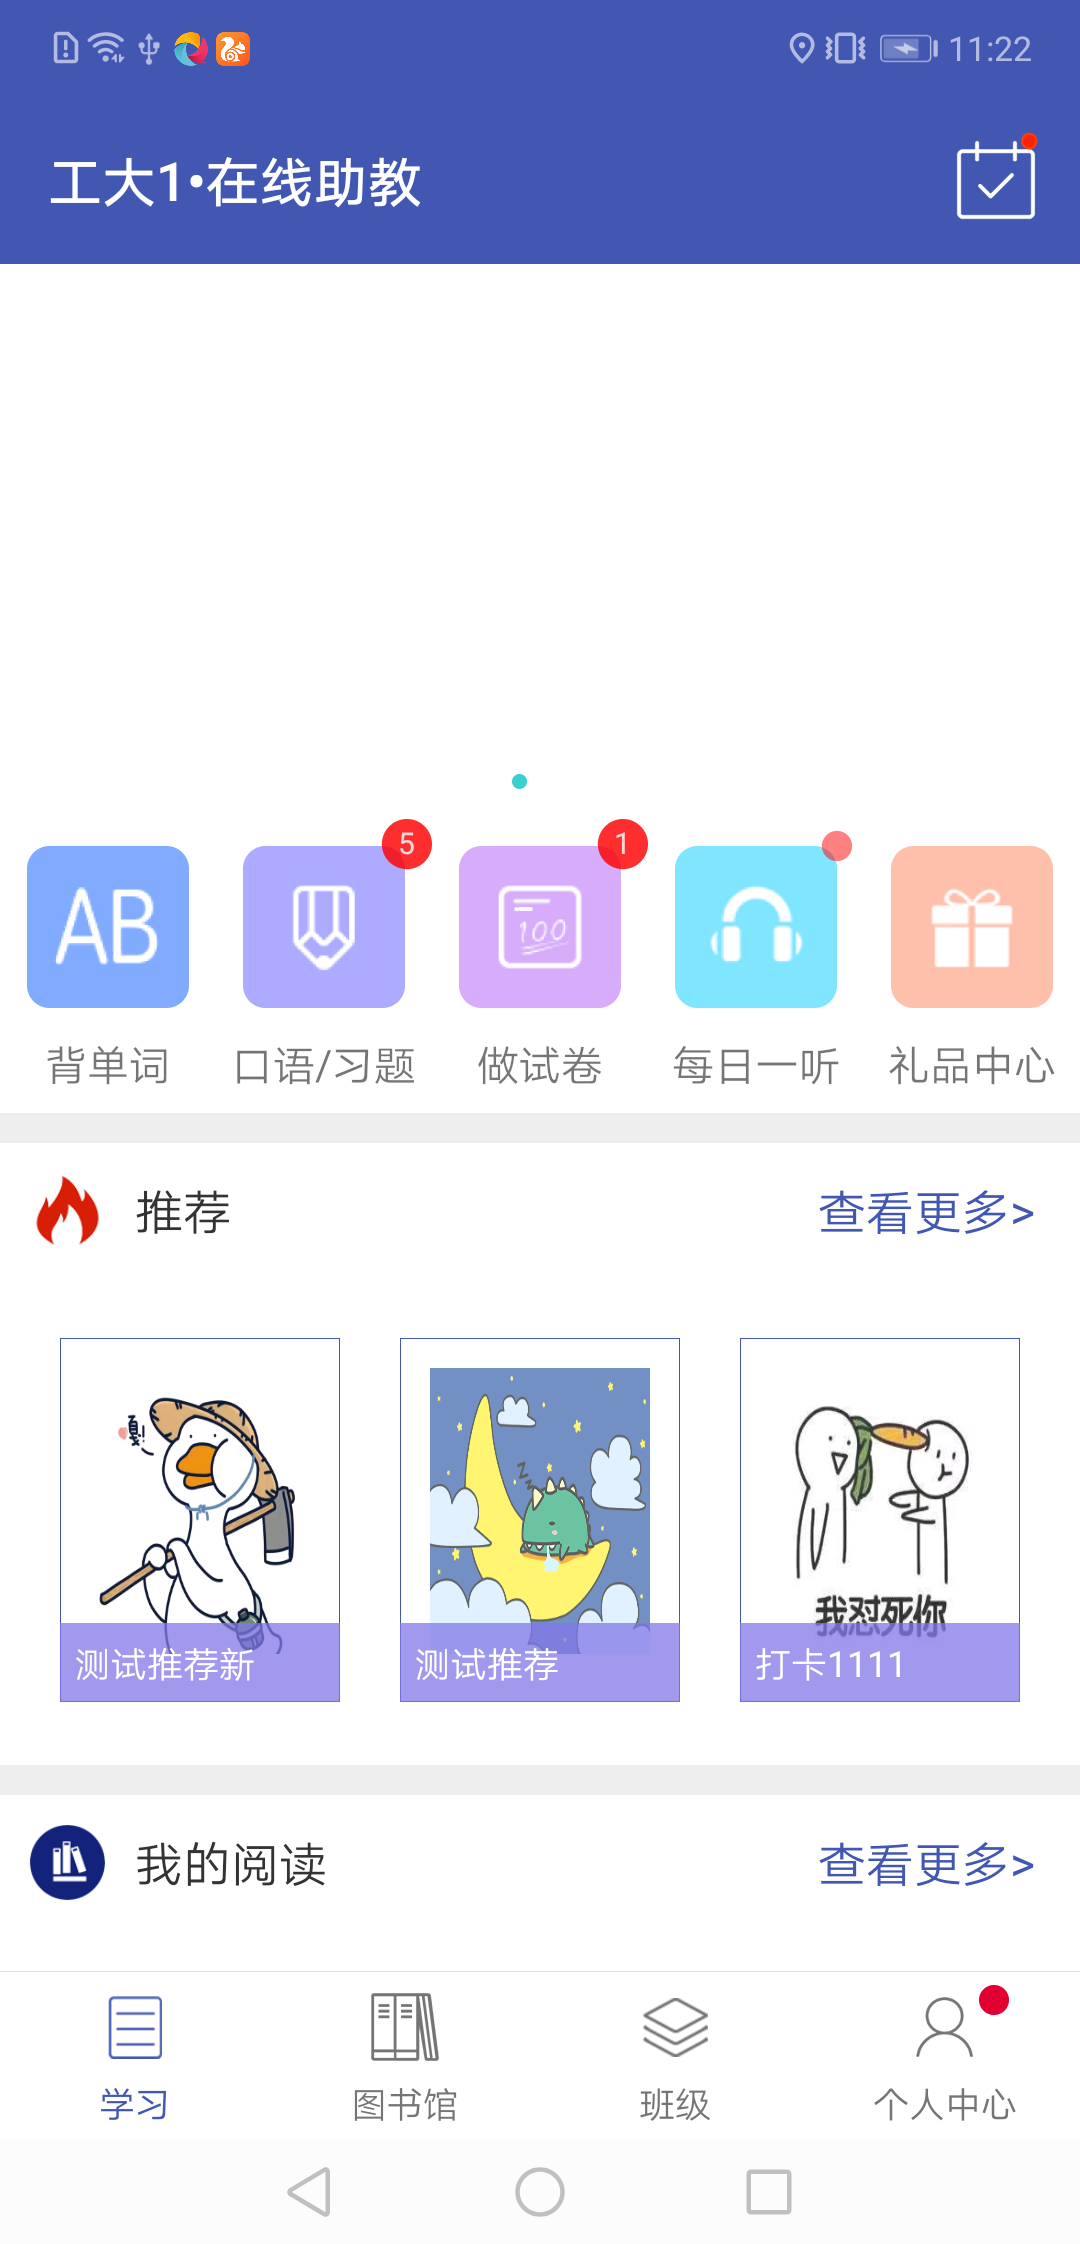 11:22
工大1•在线助教
5
1
AB
100
背单词
口语/习题
做试卷
每日一听
礼品中心
推荐
查看更多>
嘎!
我怼死你
测试推荐新
测试推荐
打卡1111
我的阅读
查看更多>
学习
图书馆
班级
个人中心